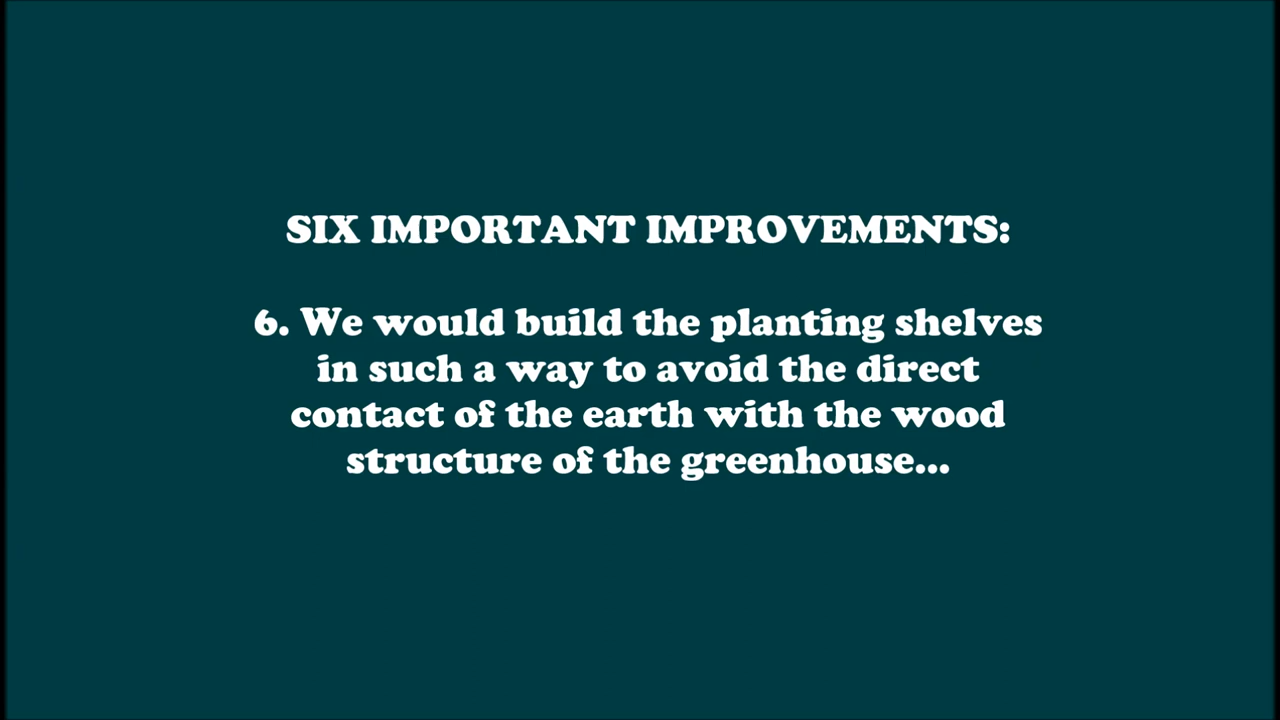 SIX IMPORTANT IMPROVEMENTS:
6. We would build the planting shelves
in such a way to avoid the direct
contact of the earth with the wood
structure of the greenhouse...